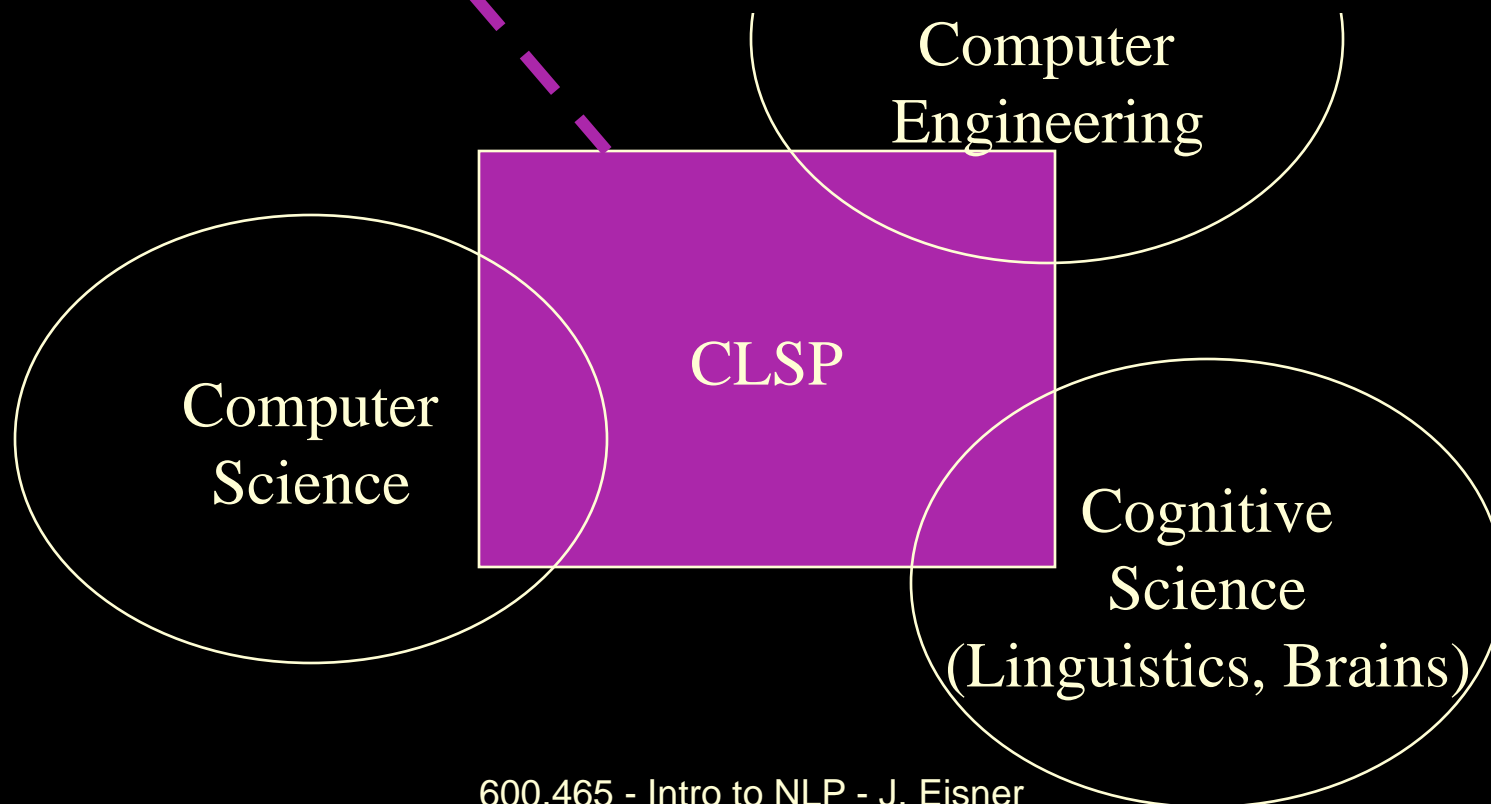 Computer
Engineering
CLSP
Computer
Science
Cognitive
Science
(Linguistics, Brains)
600.465 - Intro to NLP - J. Eisner